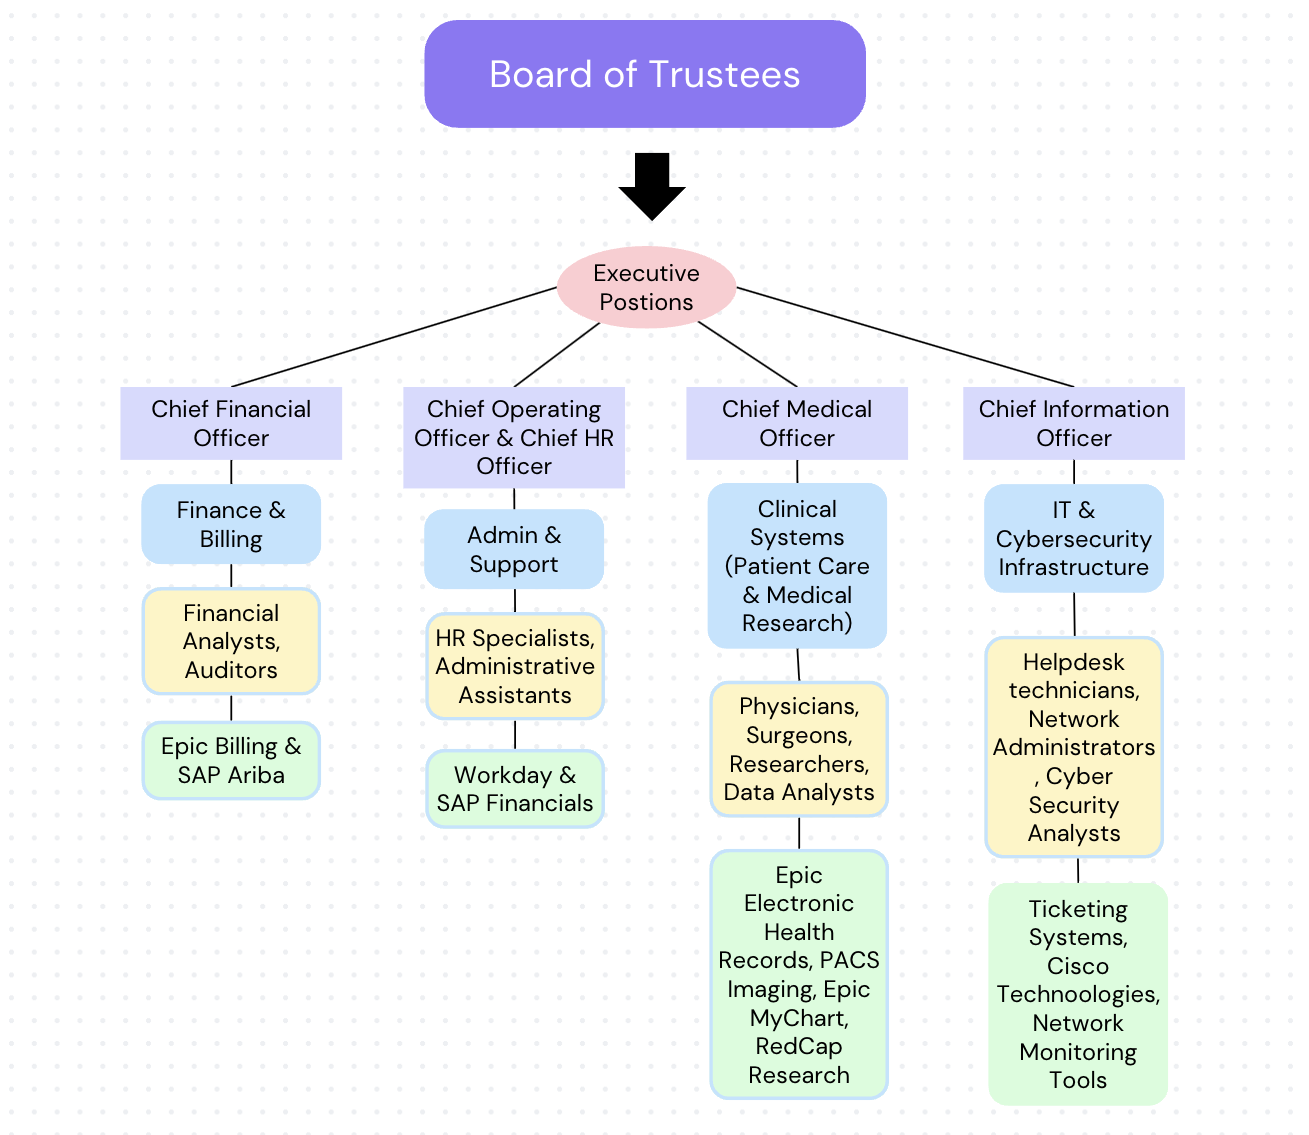 Board of Trustees
Executive
Postions
Chief Financial
Officer
Finance &
Billing
Financial
Analysts,
Auditors
Epic Billing &
SAP Ariba
Chief Operating
Officer & Chief HR
Officer
Admin &
Support
HR Specialists,
Administrative
Assistants
Workday &
SAP Financials
Chief Medical
Officer
Clinical
Systems
(Patient Care
& Medical
Research)
Physicians,
Surgeons,
Researchers,
Data Analysts
Epic
Electronic
Health
Records, PACS
Imaging, Epic
MyChart,
RedCap
Research
Chief Information
Officer
IT &
Cybersecurity
Infrastructure
Helpdesk
technicians,
Network
Administrators
, Cyber
Security
Analysts
Ticketing
Systems,
Cisco
Technoologies,
Network
Monitoring
Tools